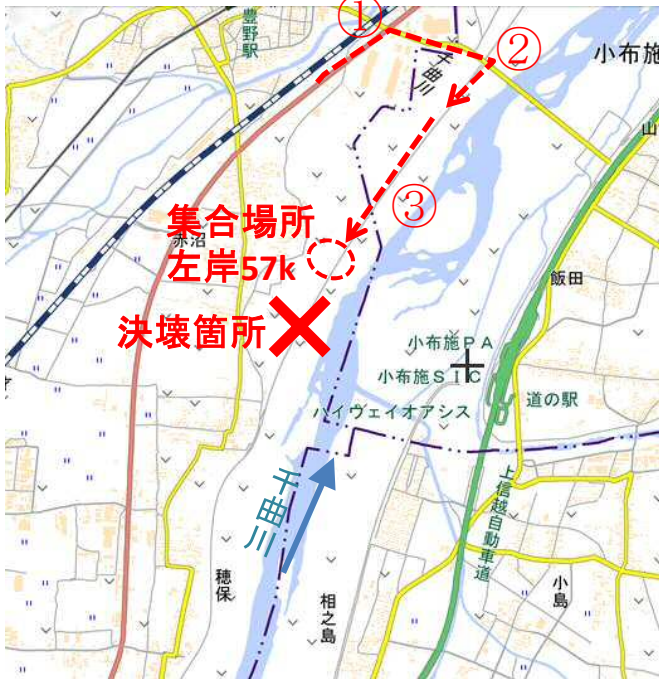 ①
豊野駅
②
小布施
千曲川
山
③
集合場所
赤沼
左岸57k
飯田
決壊箇所
小布施PA
小布施SIC
道の駅
ハイウェイオアシス
千曲川
上信越自動車道
穂保
相之島
小島